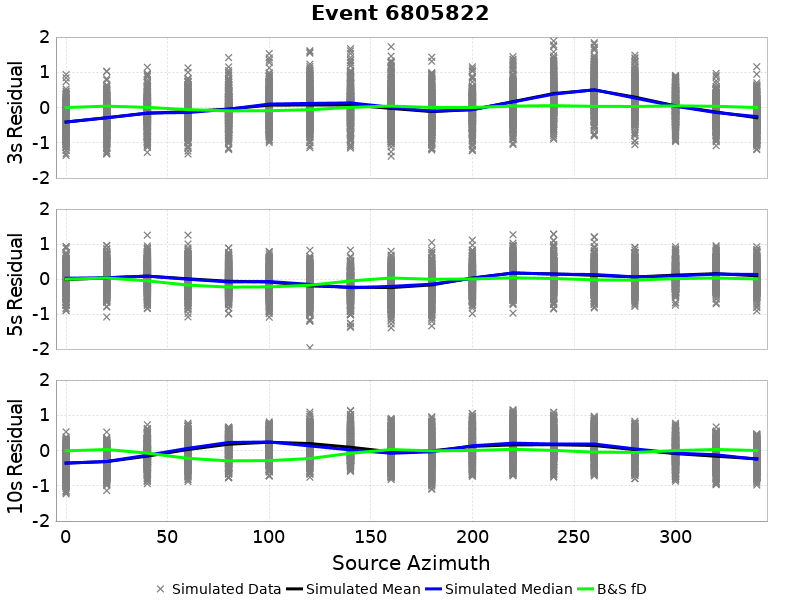 Event 6805822
3s Residual
2
1
0
-1
-2
5s Residual
2
1
0
-1
-2
10s Residual
2
1
0
-1
-2
0 50 100 150 200 250 300
Source Azimuth
Simulated Data Simulated Mean Simulated Median B&S fD